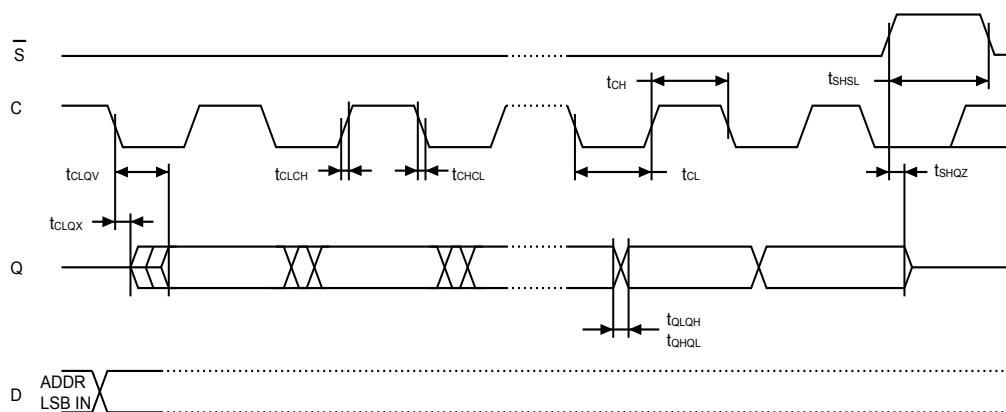 S
tCH
tSHSL
C
tCLQV
tCLCH
tCHCL
tCL
tSHQZ
tCLQX
Q
tQLQH
tQHQL
D
ADDR
LSB IN